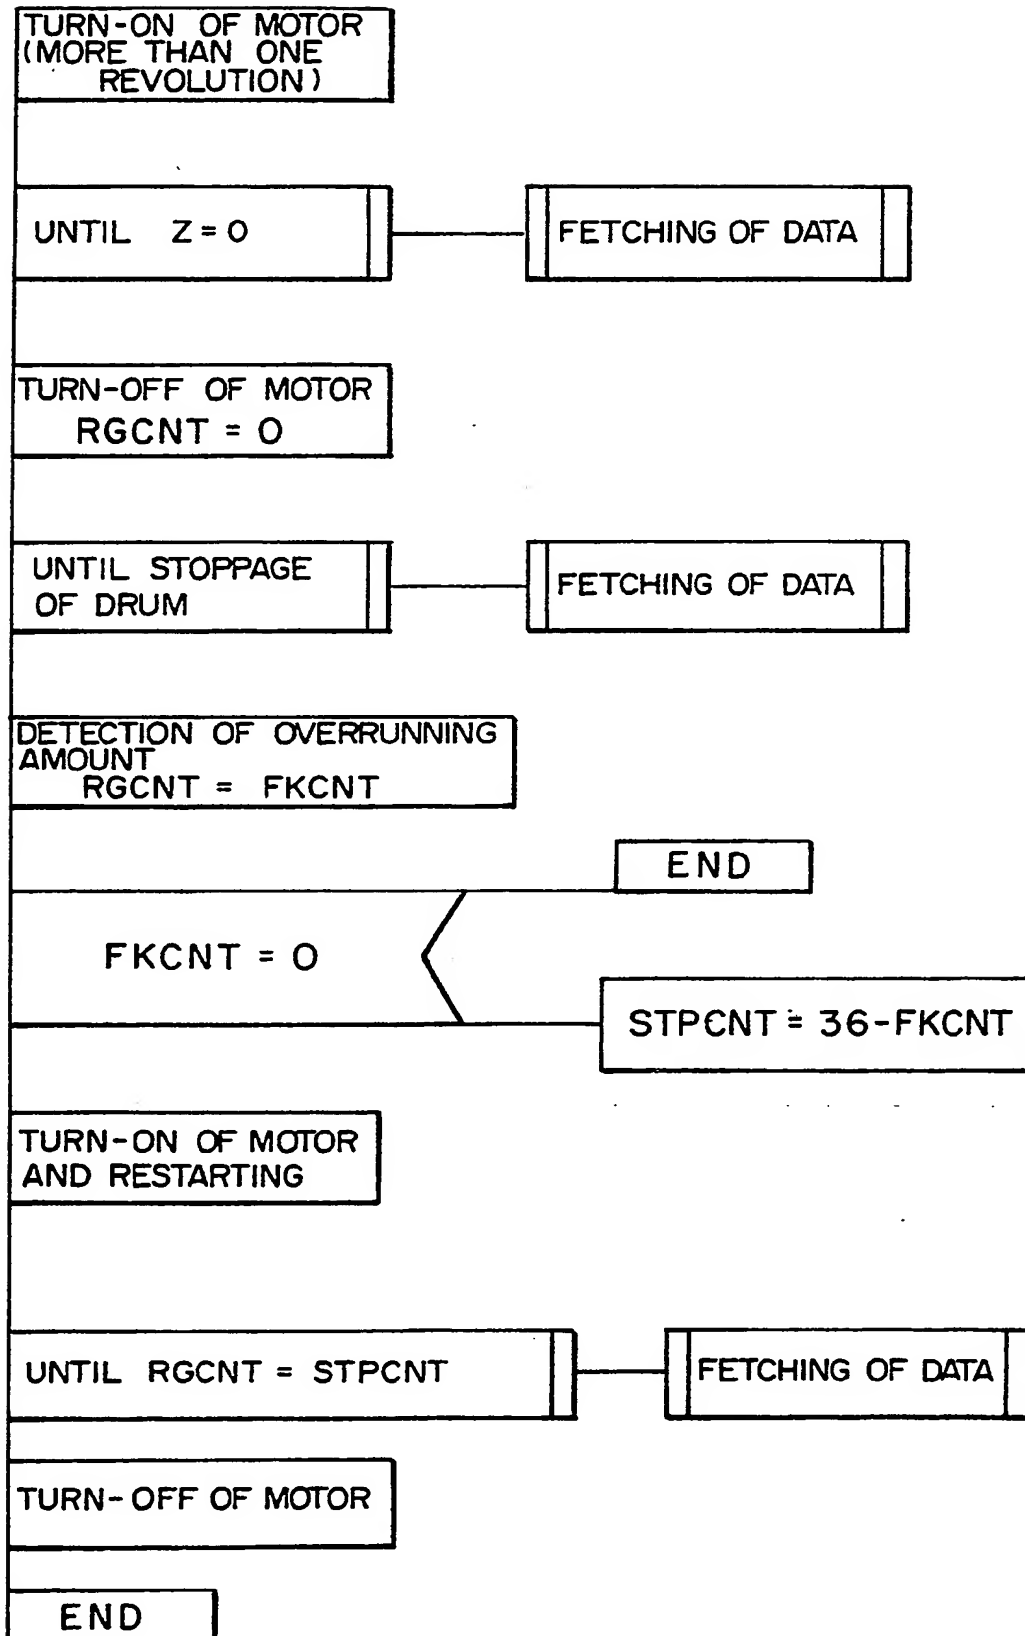 TURN-ON OF MOTOR
(MORE THAN ONE
REVOLUTION)
UNTIL Z = 0
FETCHING OF DATA
TURN-OFF OF MOTOR
RGCNT = 0
UNTIL STOPPAGE
OF DRUM
FETCHING OF DATA
DETECTION OF OVERRUNNING
AMOUNT
RGCNT = FKCNT
END
FKCNT = 0
STPCNT = 36-FKCNT
TURN-ON OF MOTOR
AND RESTARTING
UNTIL RGCNT = STPCNT
FETCHING OF DATA
TURN-OFF OF MOTOR
END